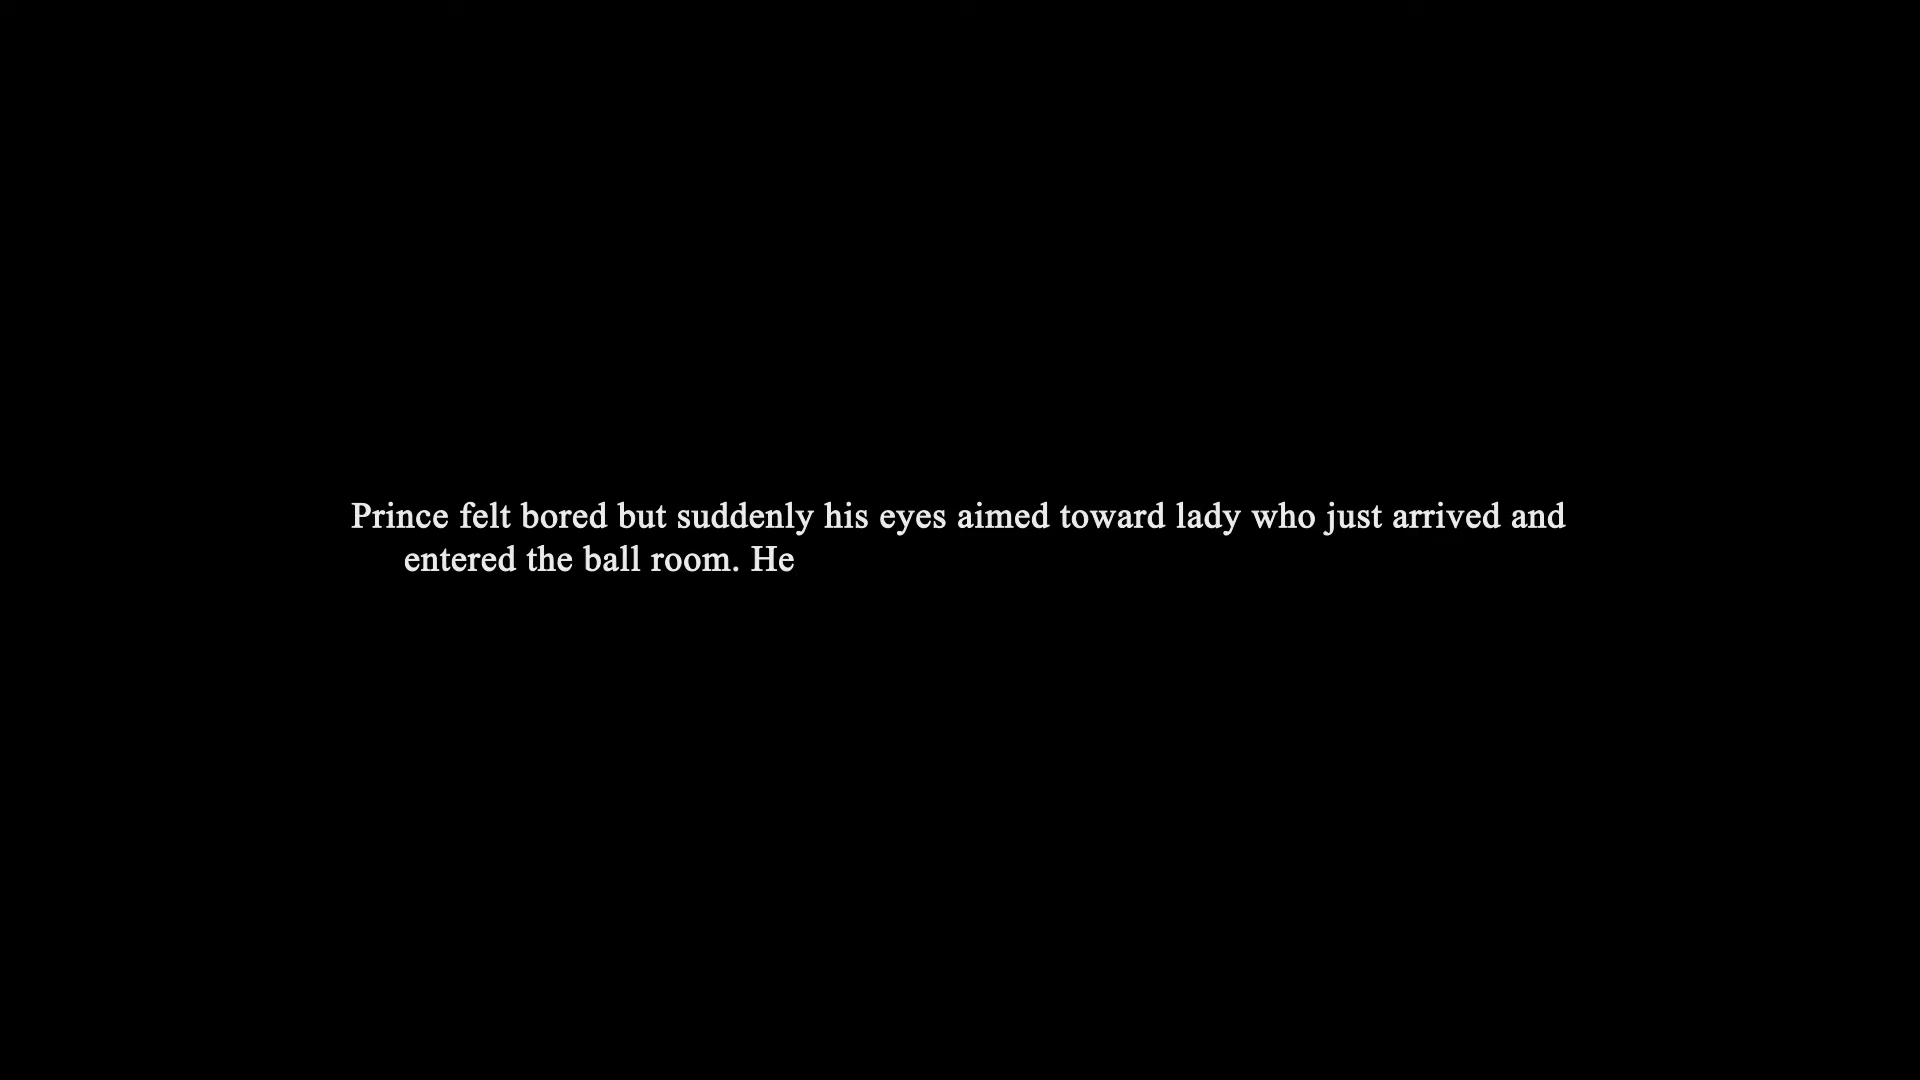 Prince felt bored but suddenly his eyes aimed toward lady who just arrived and
entered the ball room. He